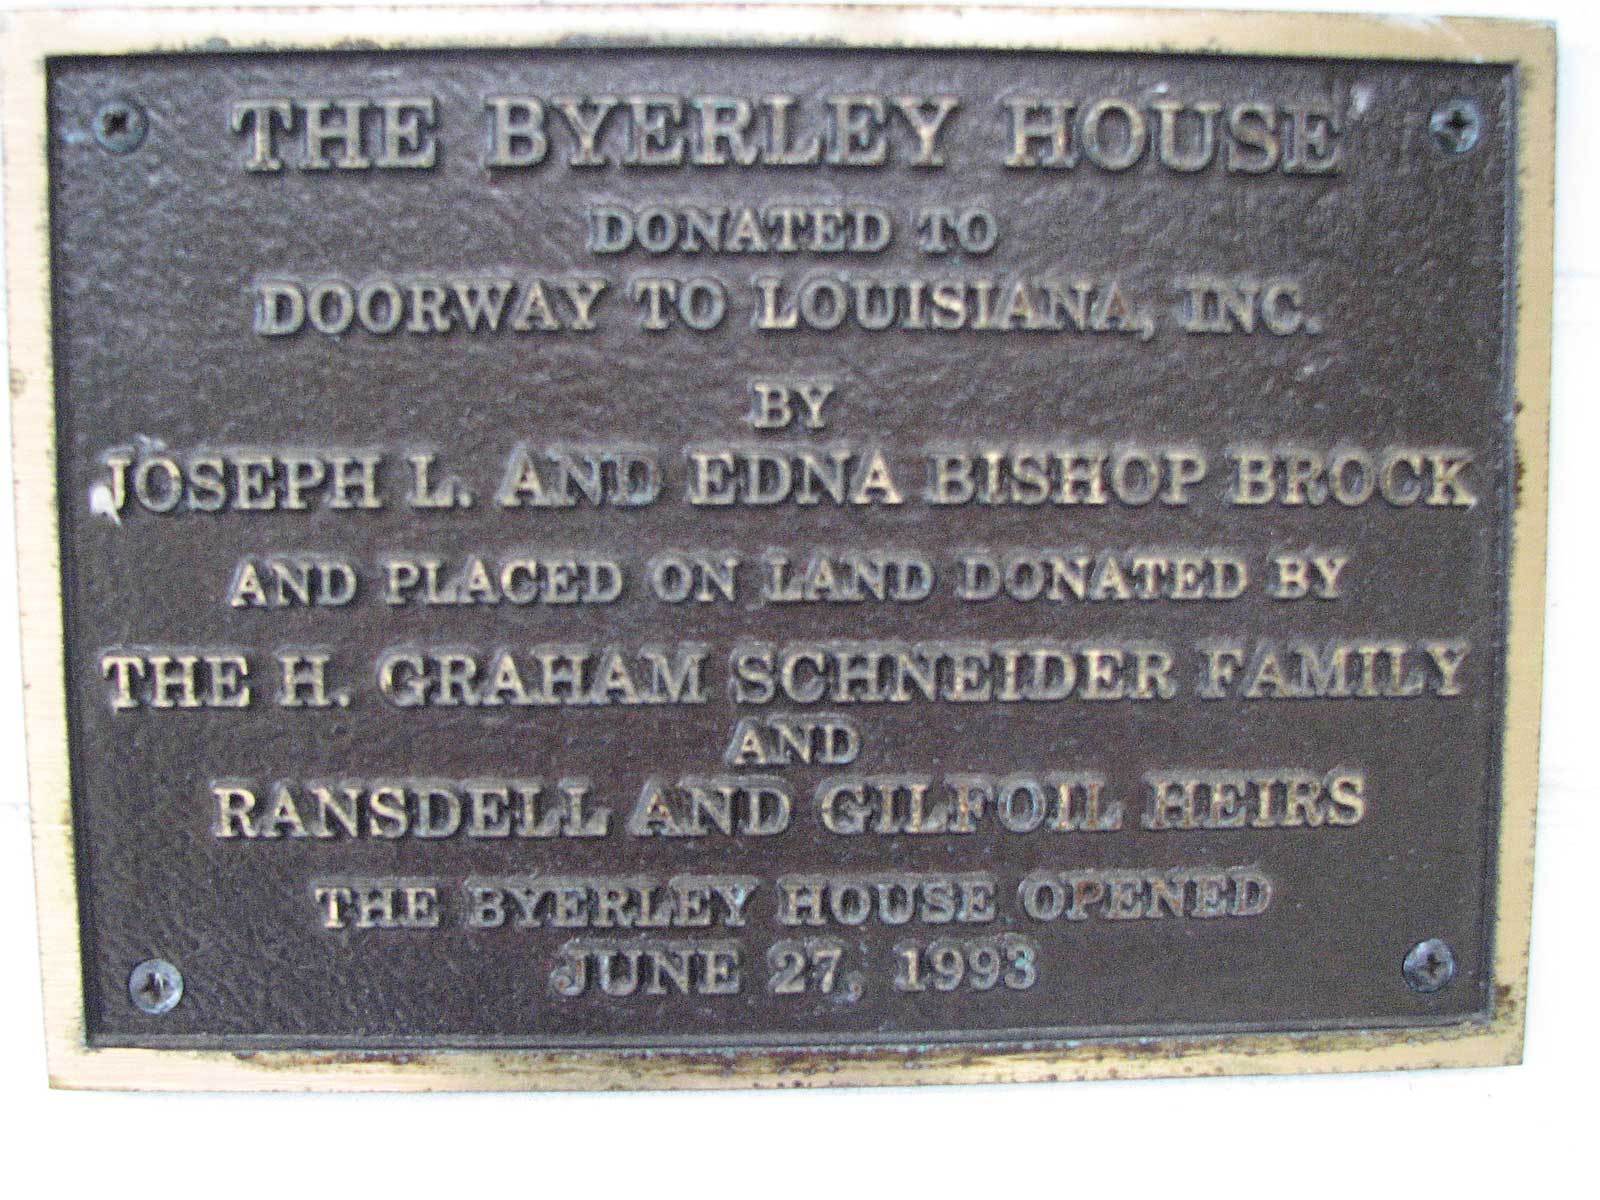 THE BYERLEY HOUSE
DONATED TO
DOORWAY TO LOUISIANA, INC.
BY
JOSEPH L. AND EDNA BISHOP BROCK
AND PLACED ON LAND DONATED BY
THE H. GRAHAM SCHNEIDER FAMILY
AND
RANSDELL AND GILFOIL HEIRS
THE BYERLEY HOUSE OPENED
JUNE 27, 1993